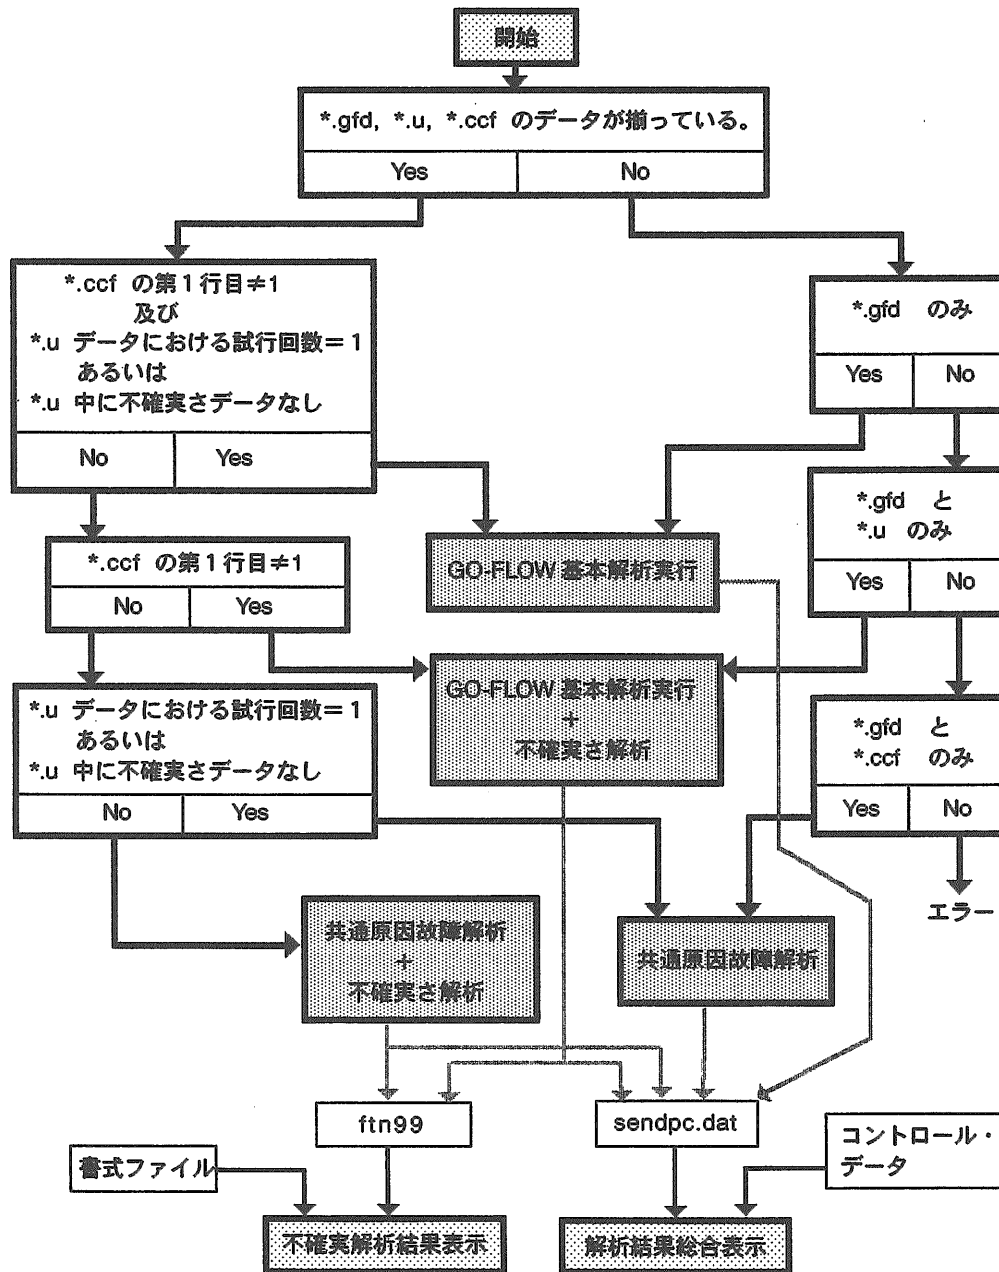 開始
*.gfd, *.u, *.ccf のデータが揃っている。
Yes
No
*.ccf の第1行目≠1
及び
*.u データにおける試行回数=1
あるいは
*.u 中に不確実さデータなし
No
Yes
*.gfd のみ
Yes
No
*.gfd と
*.u のみ
Yes
No
GO-FLOW 基本解析実行
*.ccf の第1行目≠1
No
Yes
GO-FLOW 基本解析実行
+
不確実さ解析
*.u データにおける試行回数=1
あるいは
*.u 中に不確実さデータなし
No
Yes
*.gfd と
*.ccf のみ
Yes
No
エラー
共通原因故障解析
+
不確実さ解析
共通原因故障解析
ftn99
sendpc.dat
書式ファイル
コントロール・
データ
不確実解析結果表示
解析結果総合表示